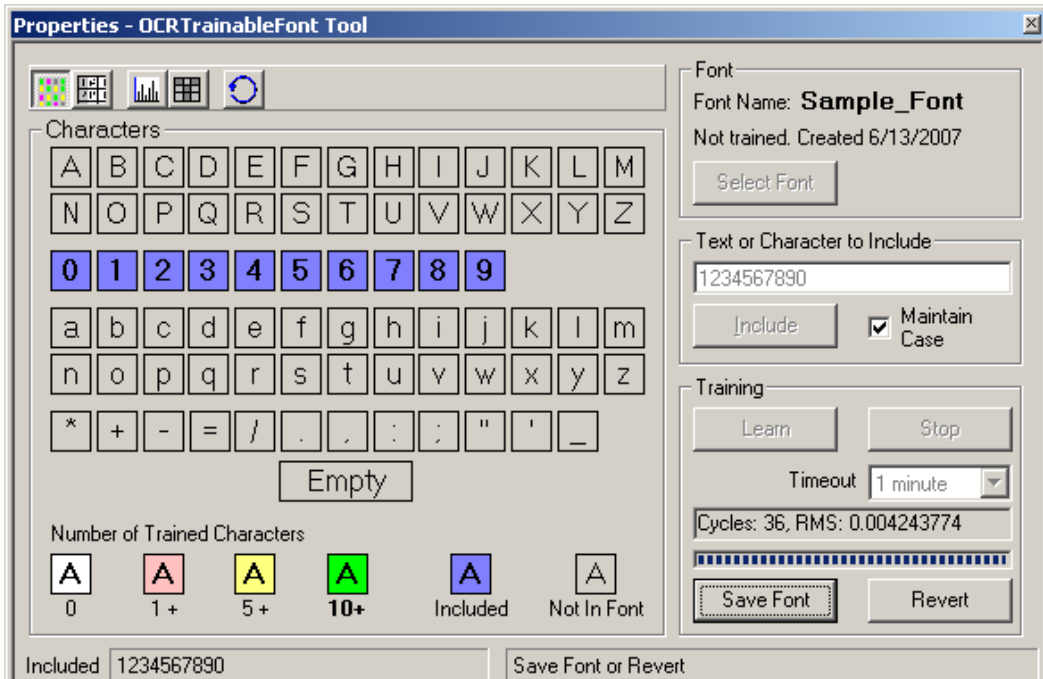 Properties - OCRTrainableFont Tool
Characters
A B C D E F G H I J K L M
N O P Q R S T U V W X Y Z
0 1 2 3 4 5 6 7 8 9
a b c d e f g h i j k l m
n o p q r s t u v w x y z
* + - = / . , : ; " ' _
Empty
Number of Trained Characters
A A A A A A
0 1 + 5 + 10+ Included Not In Font
Font
Font Name: Sample_Font
Not trained. Created 6/13/2007
Select Font
Text or Character to Include
1234567890
Include
Maintain
Case
Training
Learn Stop
Timeout 1 minute
Cycles: 36, RMS: 0.004243774
Save Font Revert
Included 1234567890
Save Font or Revert